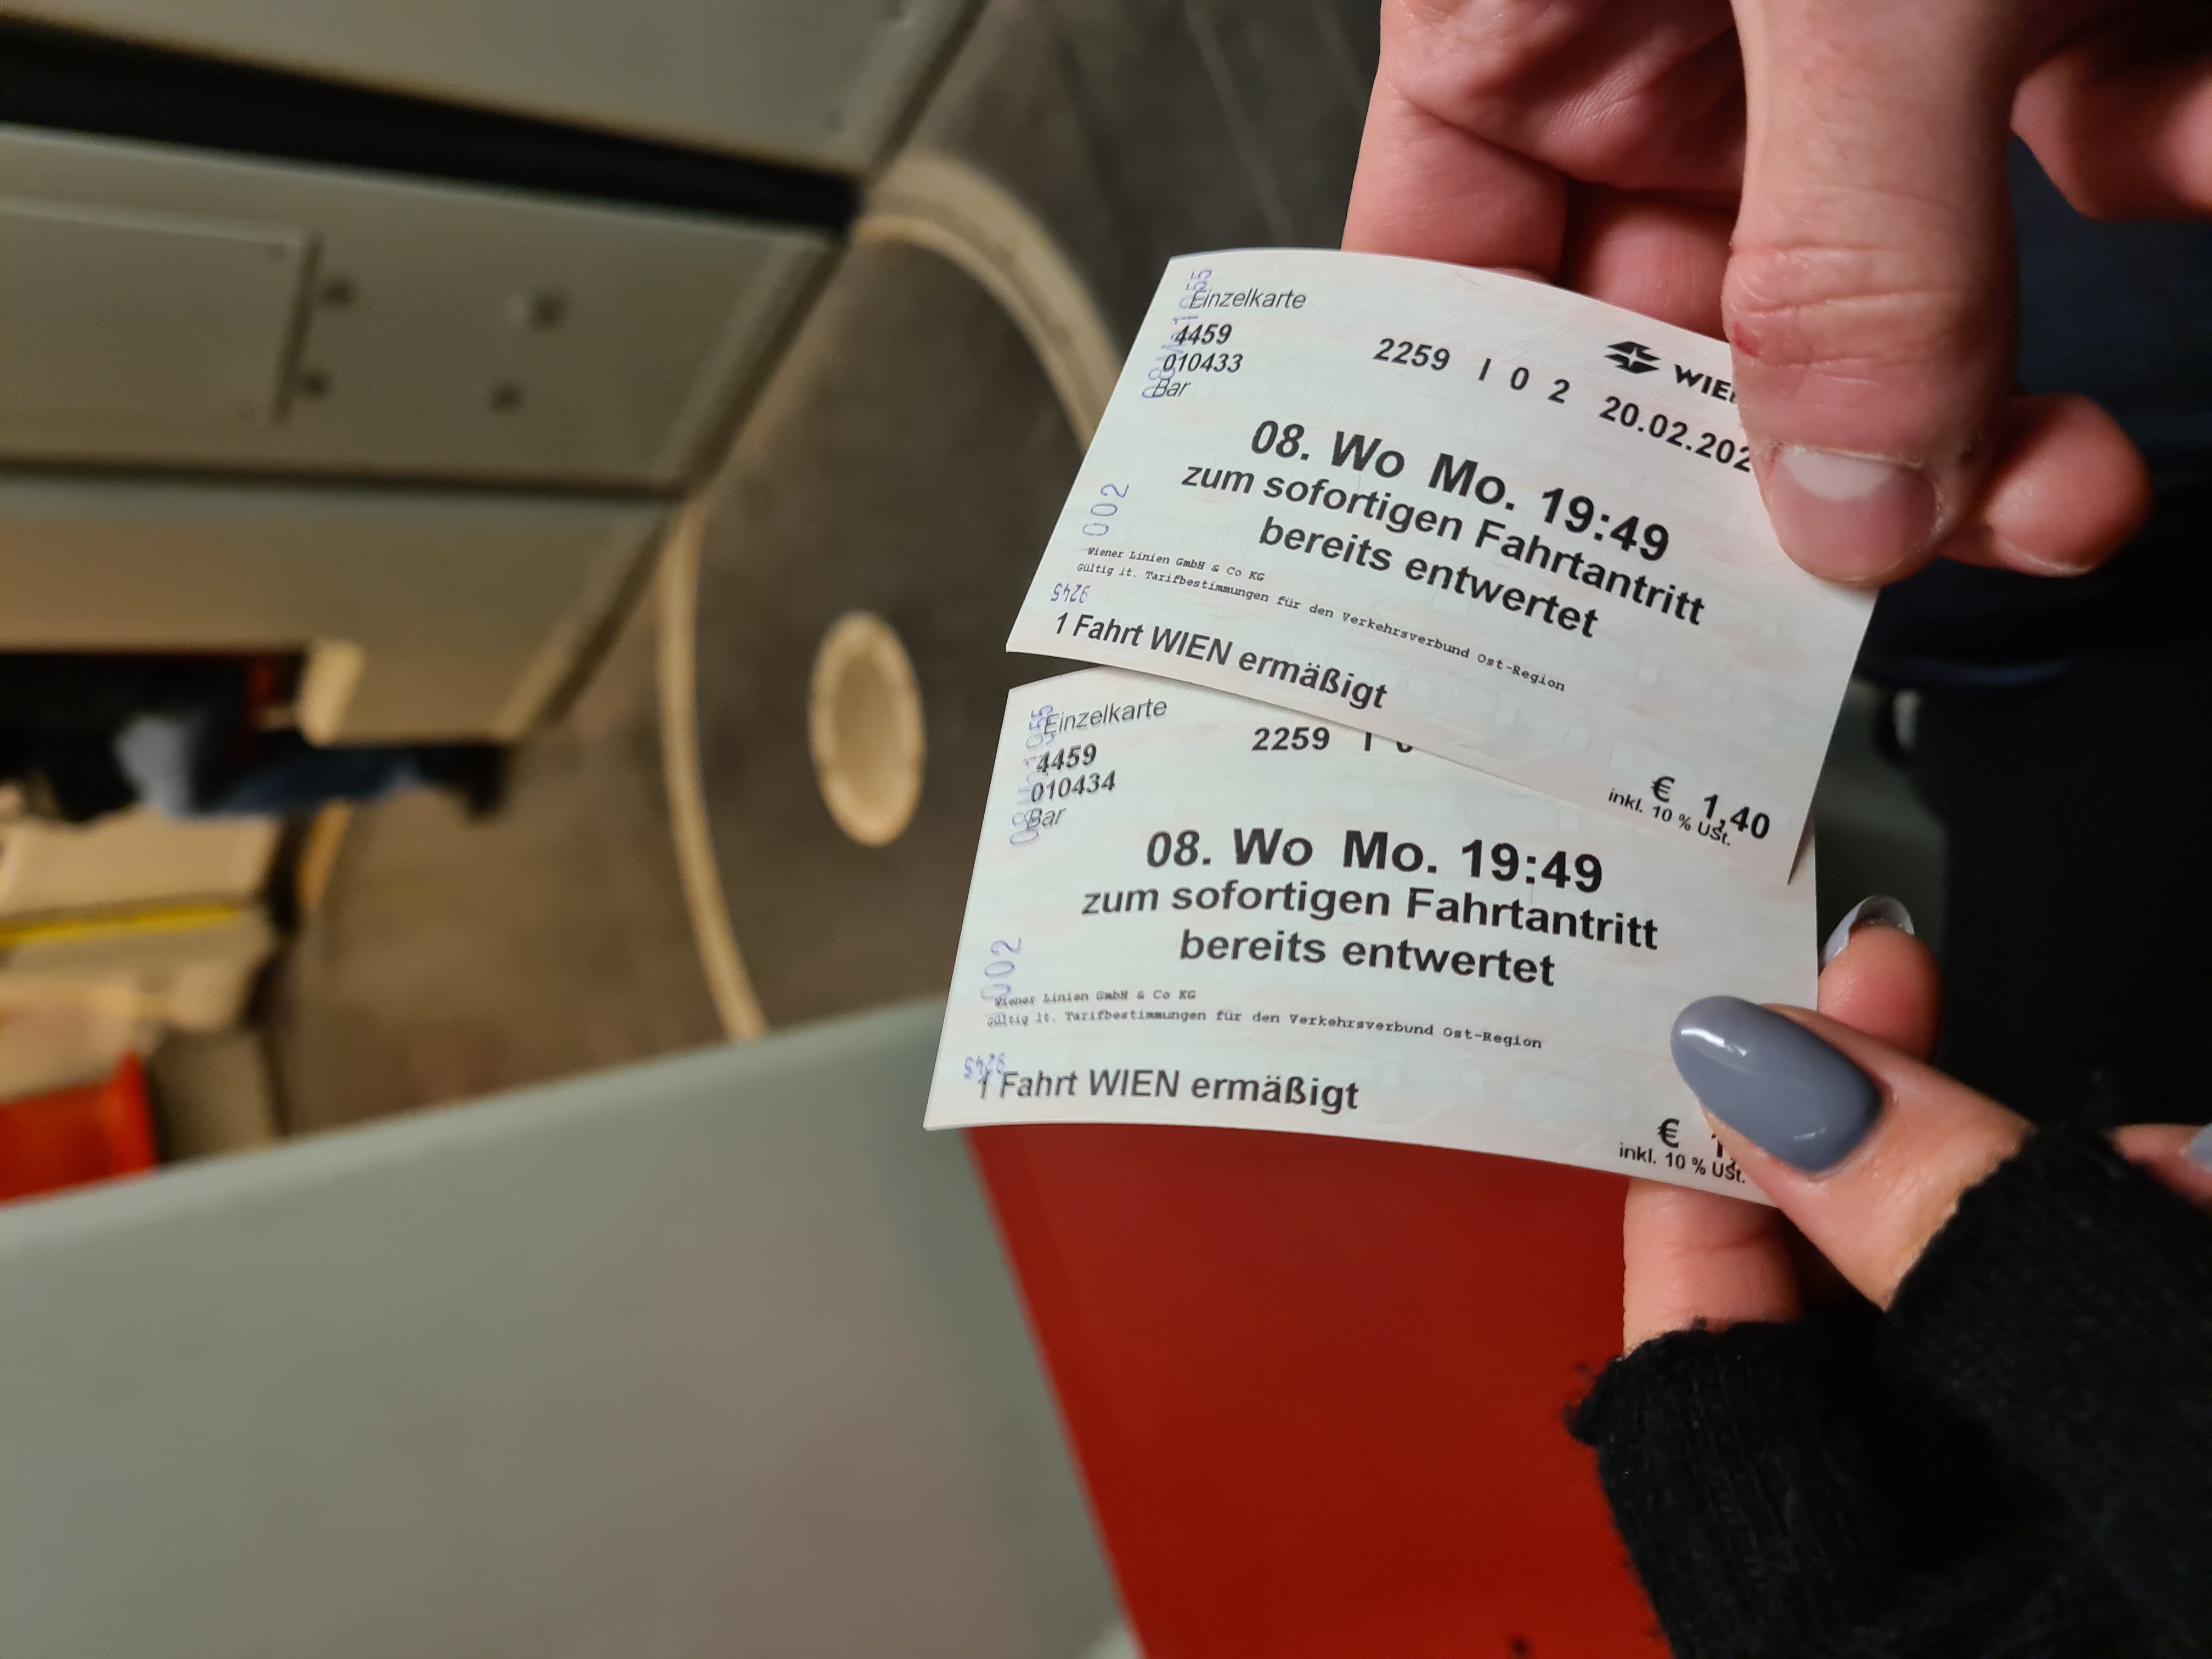 Einzelkarte
4459 2259 1
010434
Bar
08. Wo Mo. 19:49
zum sofortigen Fahrtantritt
bereits entwertet
002
Wiener Linien GmbH & Co KG
Gültig lt. Tarifbestimmungen für den Verkehrsverbund Ost-Region
1 Fahrt WIEN ermäßigt €
inkl. 10 % USt.
Einzelkarte WIE
4459 2259 1 0 2 20.02.202
010433
Bar
08. Wo Mo. 19:49
zum sofortigen Fahrtantritt
bereits entwertet
002
Wiener Linien GmbH & Co KG
Gültig lt. Tarifbestimmungen für den Verkehrsverbund Ost-Region
1 Fahrt WIEN ermäßigt € 1,40
inkl. 10 % USt.